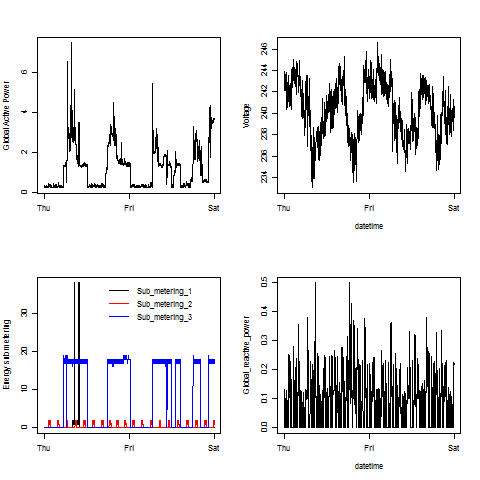 Global Active Power
0 2 4 6
Thu Fri Sat
Voltage
234 236 238 240 242 244 246
Thu Fri Sat
datetime
Energy sub metering
0 10 20 30
Sub_metering_1
Sub_metering_2
Sub_metering_3
Thu Fri Sat
Global_reactive_power
0.0 0.1 0.2 0.3 0.4 0.5
Thu Fri Sat
datetime